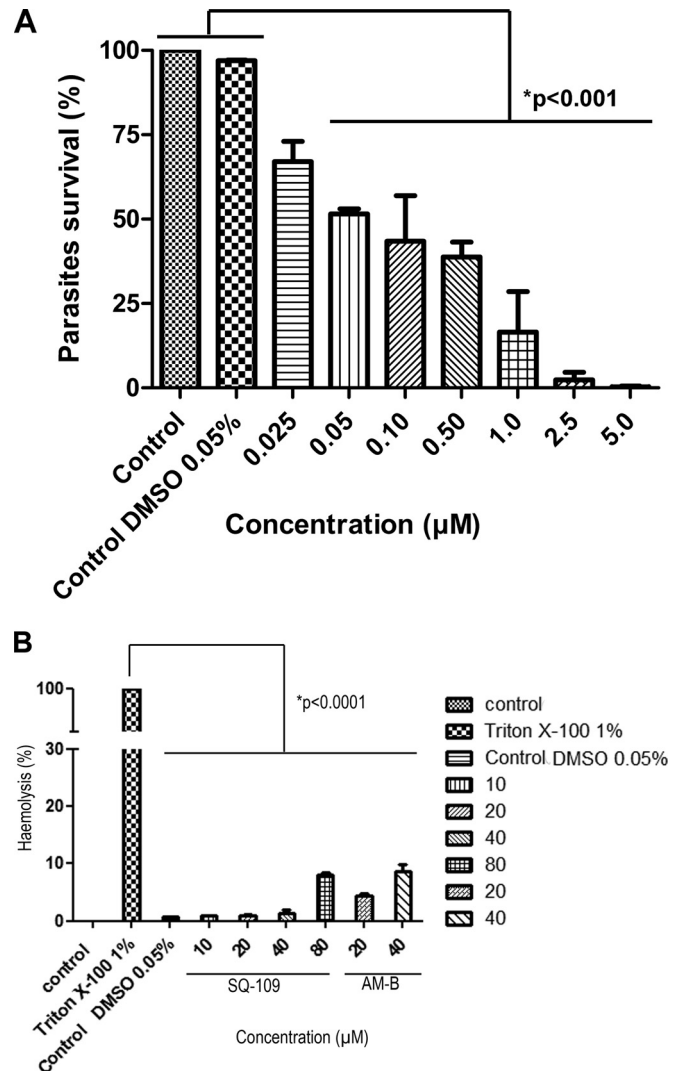 A
Parasites survival (%)
100
75
50
25
0
*p<0.001
Control
Control DMSO 0.05%
0.025
0.05
0.10
0.50
1.0
2.5
5.0
Concentration (µM)
B
Haemolysis (%)
100
30
20
10
0
*p<0.0001
control
Triton X-100 1%
Control DMSO 0.05%
10
20
40
80
20
40
SQ-109
AM-B
Concentration (µM)
control
Triton X-100 1%
Control DMSO 0.05%
10
20
40
80
20
40